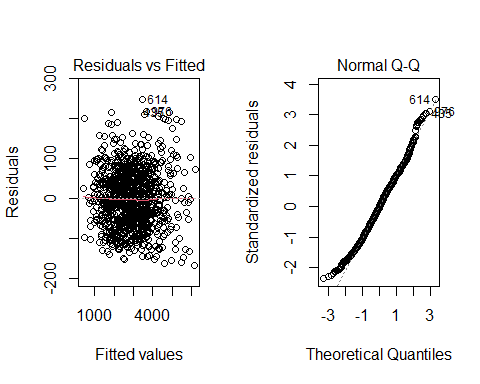 Residuals vs Fitted
Residuals
300
100
0
-200
614
1000 4000
Fitted values
Normal Q-Q
Standardized residuals
4
3
2
1
0
-1
-2
614
-3 -1 1 3
Theoretical Quantiles